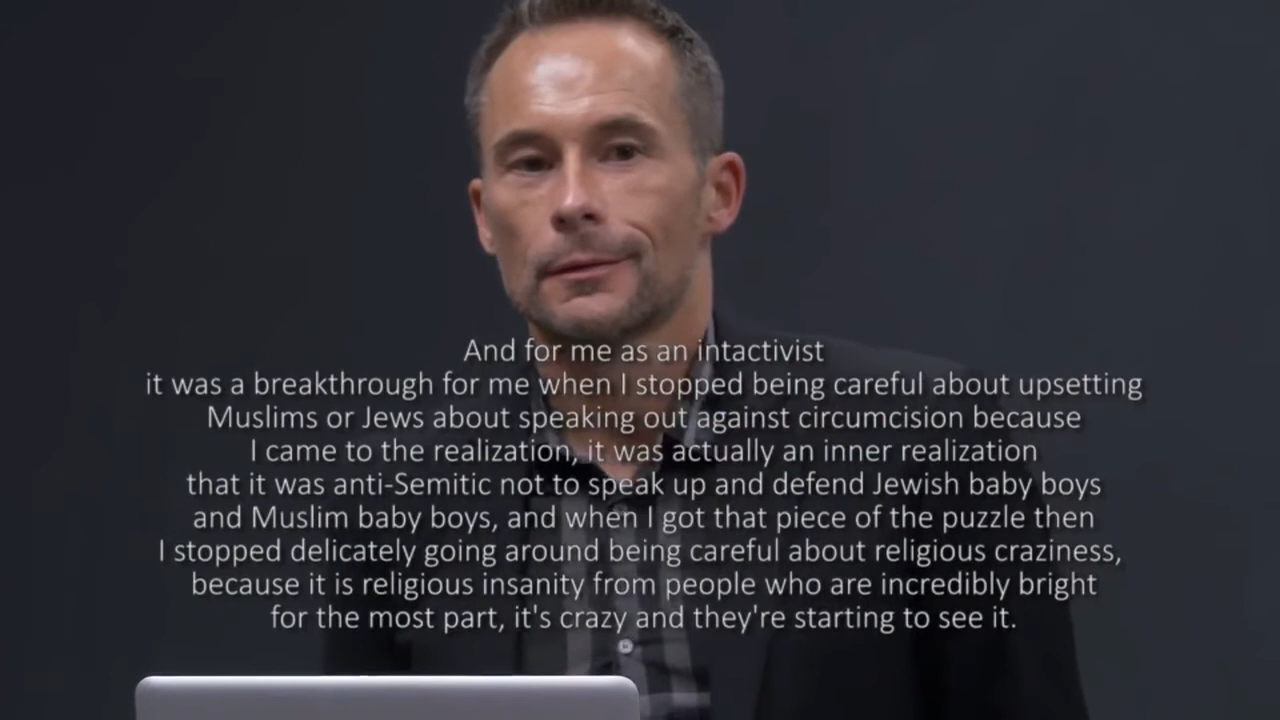 And for me as an intactivist
it was a breakthrough for me when I stopped being careful about upsetting
Muslims or Jews about speaking out against circumcision because
I came to the realization, it was actually an inner realization
that it was anti-Semitic not to speak up and defend Jewish baby boys
and Muslim baby boys, and when I got that piece of the puzzle then
I stopped delicately going around being careful about religious craziness,
because it is religious insanity from people who are incredibly bright
for the most part, it's crazy and they're starting to see it.